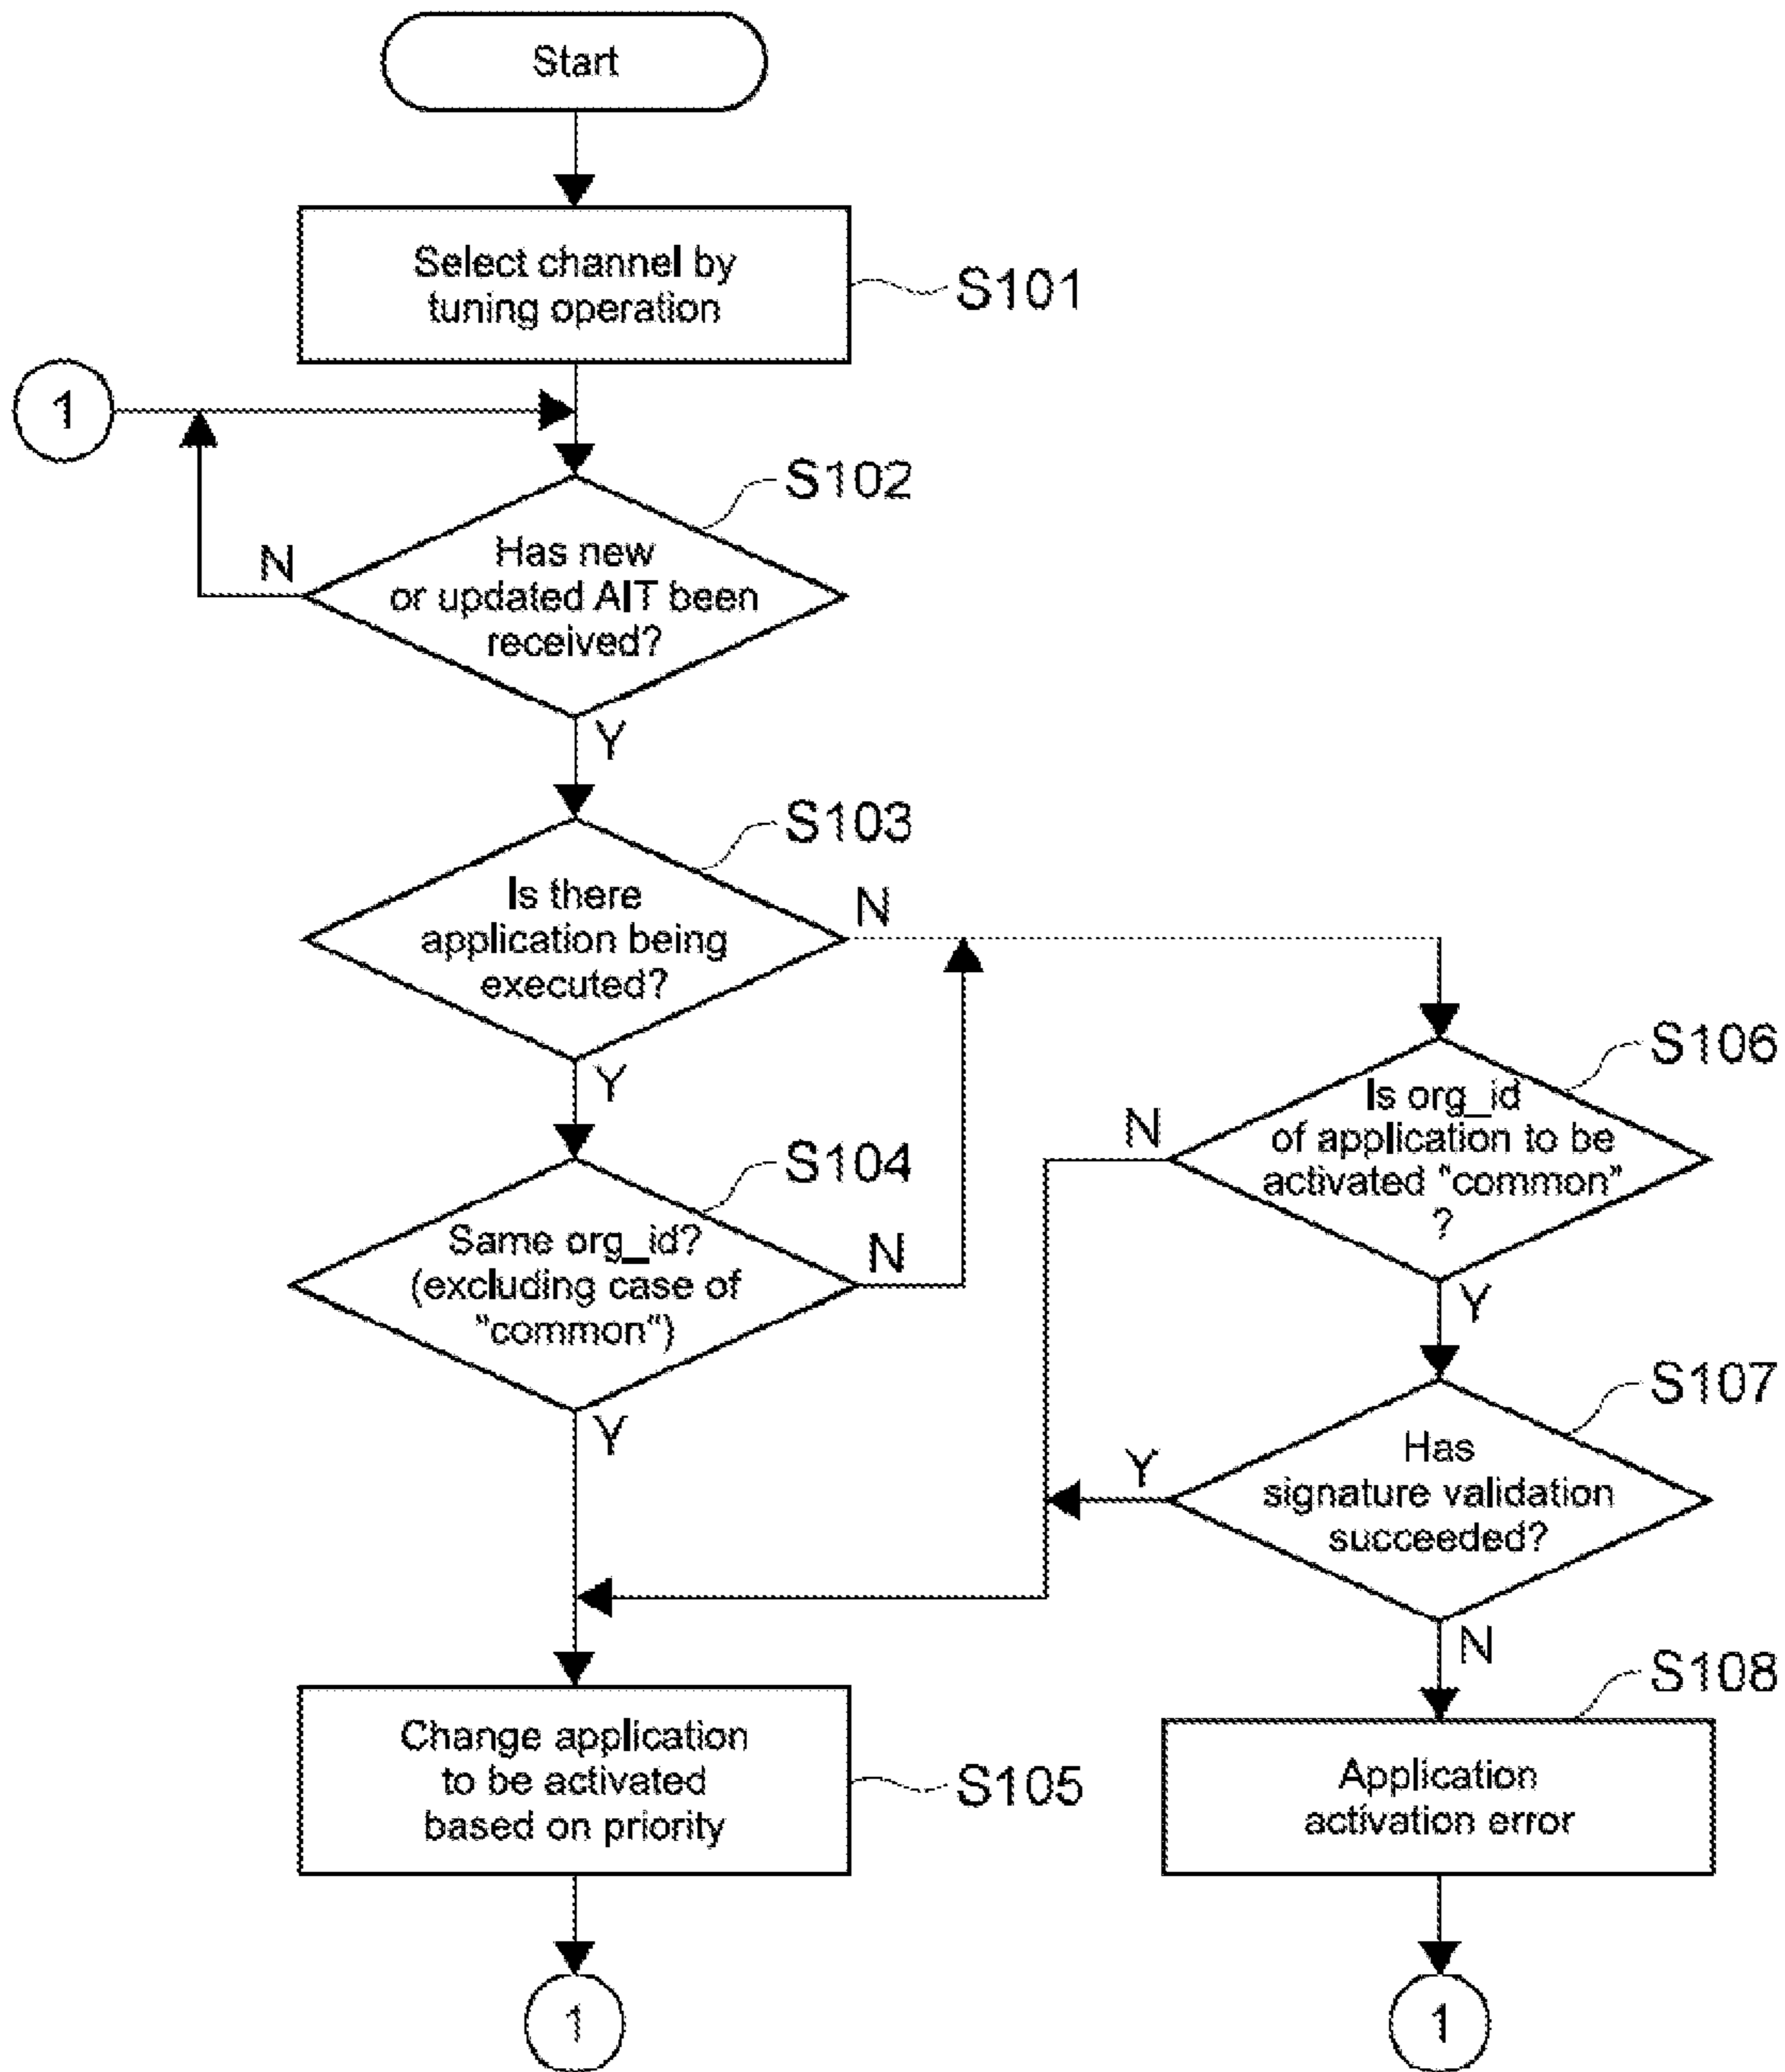 Start
Select channel by
tuning operation
S101
1
S102
Has new
or updated AIT been
received?
N
Y
S103
Is there
application being
executed?
N
Y
S104
Same org_id?
(excluding case of
"common")
N
Y
S106
Is org_id
of application to be
activated "common"
?
N
Y
S107
Has
signature validation
succeeded?
Y
N
Change application
to be activated
based on priority
S105
S108
Application
activation error
1
1